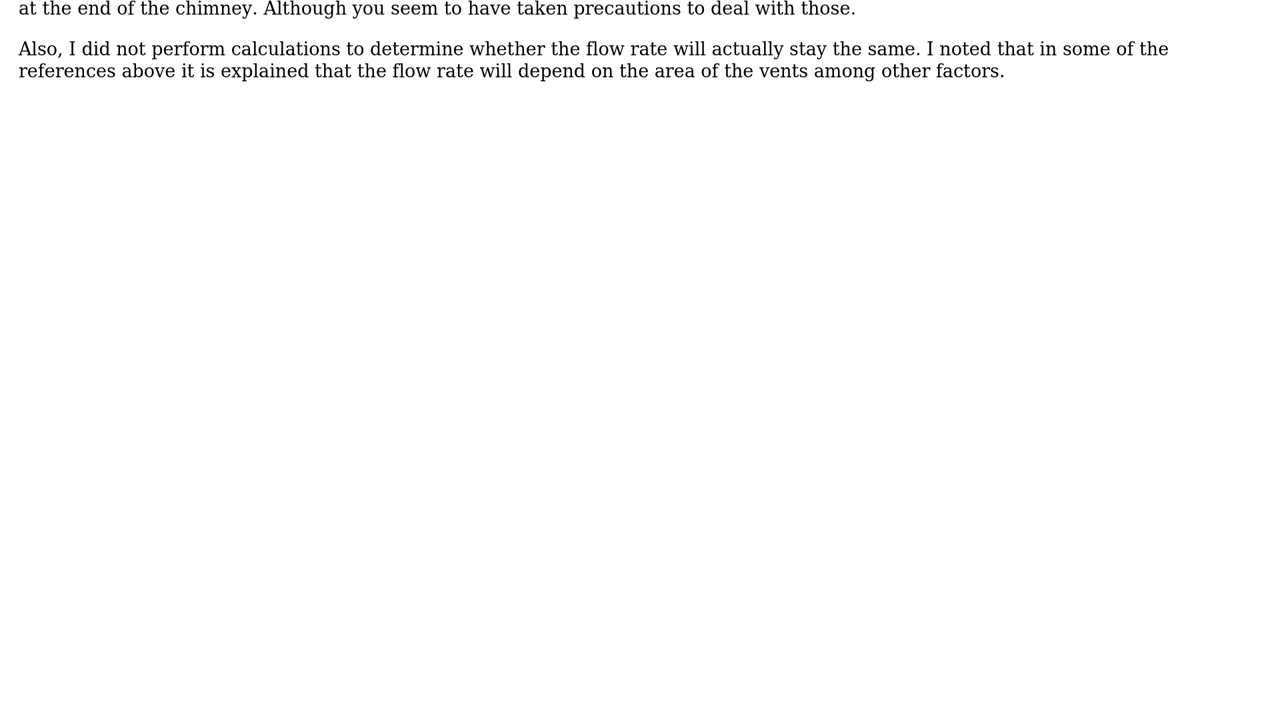 at the end of the chimney. Although you seem to have taken precautions to deal with those.
Also, I did not perform calculations to determine whether the flow rate will actually stay the same. I noted that in some of the
references above it is explained that the flow rate will depend on the area of the vents among other factors.